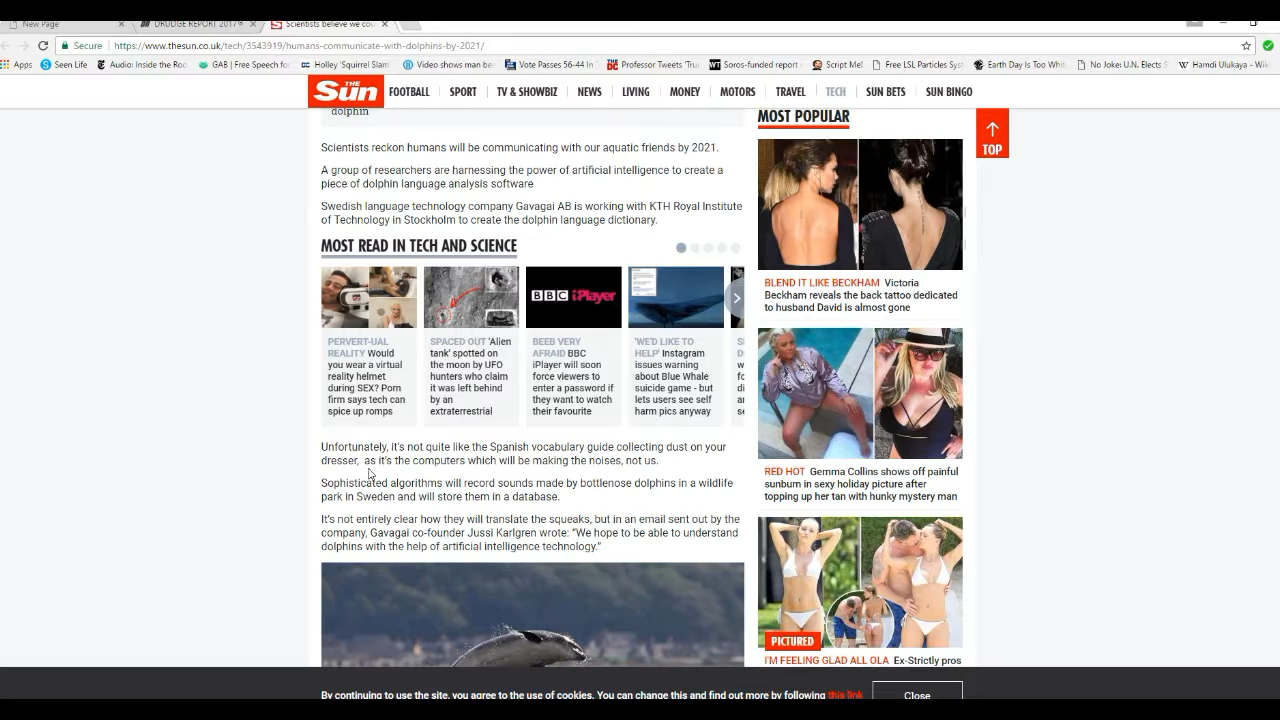 New Page
DRUDGE REPORT 2017®
Scientists believe we cou
Secure
https://www.thesun.co.uk/tech/3543919/humans-communicate-with-dolphins-by-2021/
Apps
Seen Life
Audio: Inside the Roo
GAB | Free Speech fo
Holley 'Squirrel Slam
Video shows man be
Vote Passes 56-44 In
Professor Tweets 'Tru
Soros-funded report
Script Me!
Free LSL Particles Sys
Earth Day Is Too Whit
No Joke: U.N. Elects S
Hamdi Ulukaya - Wik
THE Sun
FOOTBALL
SPORT
TV & SHOWBIZ
NEWS
LIVING
MONEY
MOTORS
TRAVEL
TECH
SUN BETS
SUN BINGO
dolphin
Scientists reckon humans will be communicating with our aquatic friends by 2021.
A group of researchers are harnessing the power of artificial intelligence to create a
piece of dolphin language analysis software
Swedish language technology company Gavagai AB is working with KTH Royal Institute
of Technology in Stockholm to create the dolphin language dictionary.
MOST READ IN TECH AND SCIENCE
BBC iPlayer
PERVERT-UAL
REALITY Would
you wear a virtual
reality helmet
during SEX? Porn
firm says tech can
spice up romps
SPACED OUT 'Alien
tank' spotted on
the moon by UFO
hunters who claim
it was left behind
by an
extraterrestrial
BEEB VERY
AFRAID BBC
iPlayer will soon
force viewers to
enter a password if
they want to watch
their favourite
'WE'D LIKE TO
HELP' Instagram
issues warning
about Blue Whale
suicide game - but
lets users see self
harm pics anyway
Unfortunately, it's not quite like the Spanish vocabulary guide collecting dust on your
dresser, as it's the computers which will be making the noises, not us.
Sophisticated algorithms will record sounds made by bottlenose dolphins in a wildlife
park in Sweden and will store them in a database.
It's not entirely clear how they will translate the squeaks, but in an email sent out by the
company, Gavagai co-founder Jussi Karlgren wrote: "We hope to be able to understand
dolphins with the help of artificial intelligence technology."
MOST POPULAR
TOP
BLEND IT LIKE BECKHAM Victoria
Beckham reveals the back tattoo dedicated
to husband David is almost gone
RED HOT Gemma Collins shows off painful
sunburn in sexy holiday picture after
topping up her tan with hunky mystery man
PICTURED
I'M FEELING GLAD ALL OLA Ex-Strictly pros
By continuing to use the site, you agree to the use of cookies. You can change this and find out more by following this link
Close